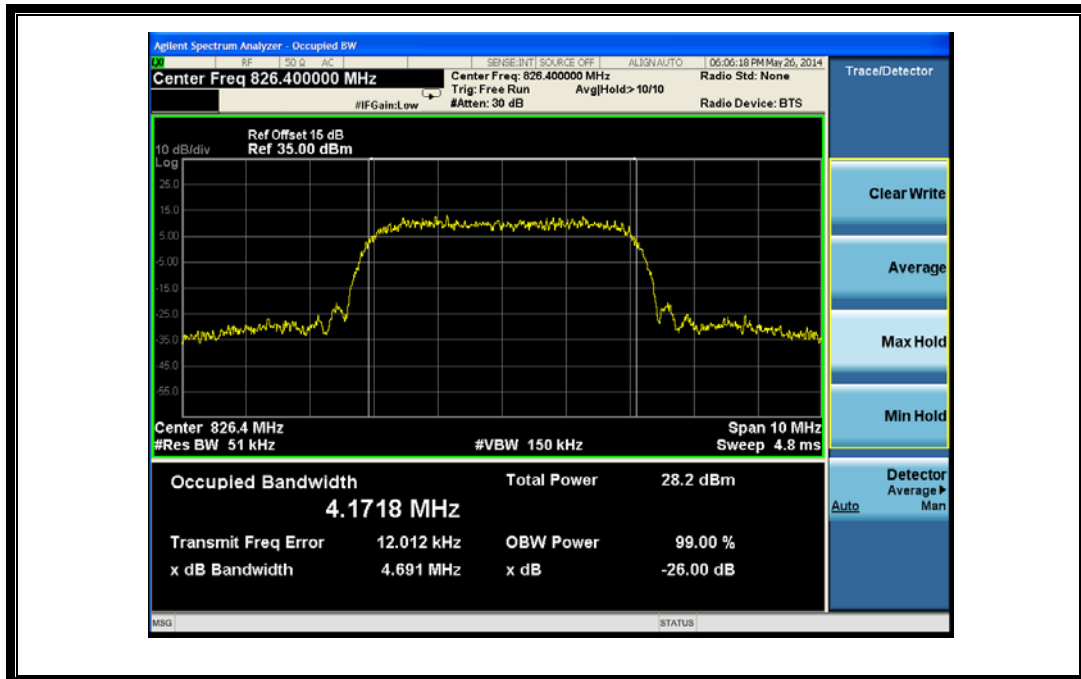 Agilent Spectrum Analyzer - Occupied BW
RF 50 Ω AC SENSE:INT SOURCE OFF ALIGN AUTO 06:06:18 PM May 26, 2014
Center Freq 826.400000 MHz
Center Freq: 826.400000 MHz
Radio Std: None
Trig: Free Run Avg|Hold:> 10/10
#IFGain:Low
#Atten: 30 dB
Radio Device: BTS
Trace/Detector
Ref Offset 15 dB
10 dB/div Ref 35.00 dBm
Log
25.0
15.0
5.00
-5.00
-15.0
-25.0
-35.0
-45.0
-55.0
Center 826.4 MHz Span 10 MHz
#Res BW 51 kHz #VBW 150 kHz Sweep 4.8 ms
Clear Write
Average
Max Hold
Min Hold
Detector
Average
Auto Man
Occupied Bandwidth Total Power 28.2 dBm
4.1718 MHz
Transmit Freq Error 12.012 kHz OBW Power 99.00 %
x dB Bandwidth 4.691 MHz x dB -26.00 dB
MSG STATUS